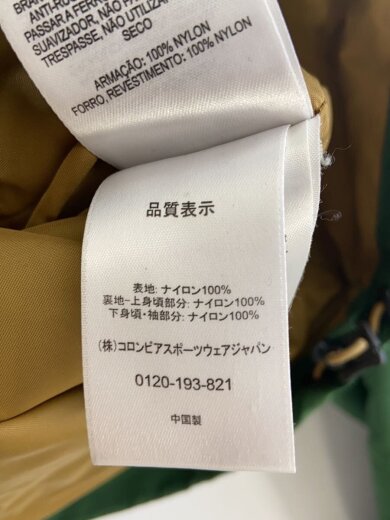 ANTI-RU
PASSAR A FERR
SUAVIZADOR, NÃO
TRESPASSE, NÃO USAR
SECO
ARMAÇÃO: 100% NYLON
FORRO, REVESTIMENTO: 100% NYLON
品質表示
表地: ナイロン100%
裏地-上身頃部分: ナイロン100%
下身頃・袖部分: ナイロン100%
(株)コロンビアスポーツウェアジャパン
0120-193-821
中国製